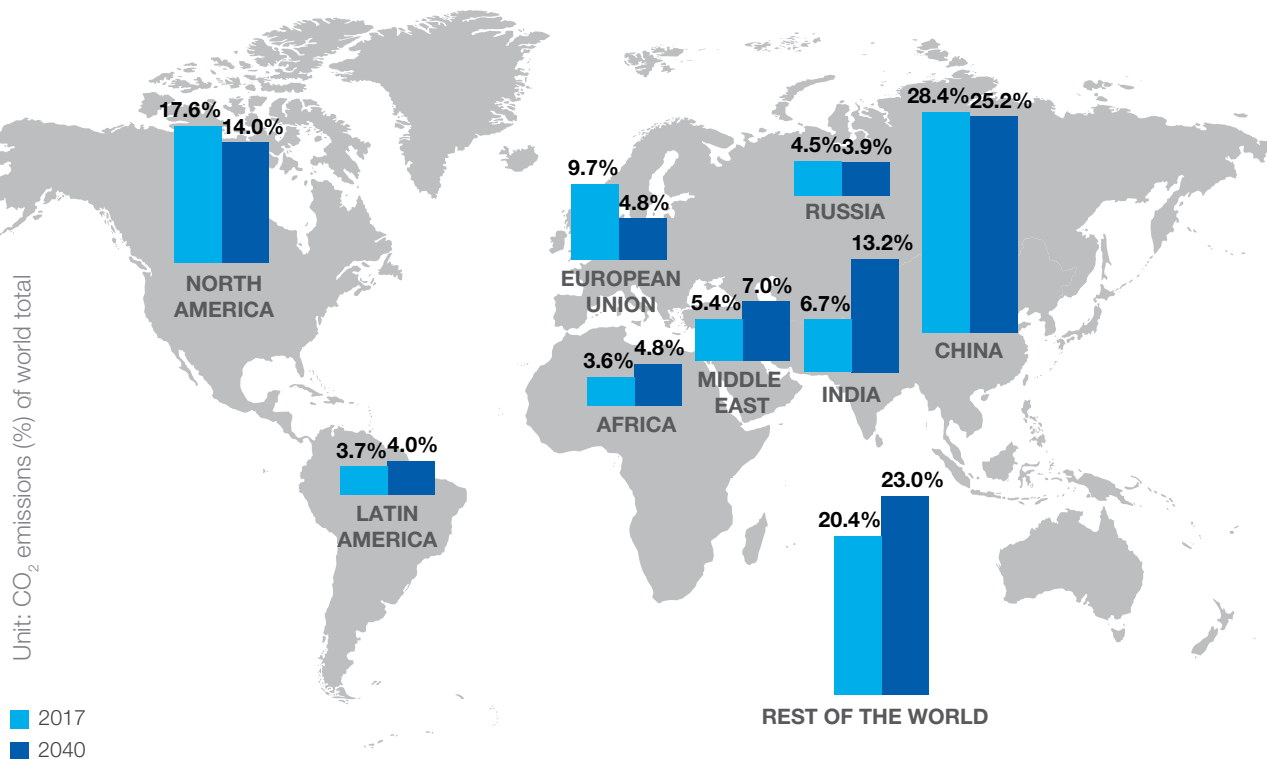 17.6%
14.0%
NORTH
AMERICA
3.7%
4.0%
LATIN
AMERICA
9.7%
4.8%
EUROPEAN
UNION
3.6%
4.8%
AFRICA
5.4%
7.0%
MIDDLE
EAST
4.5%
3.9%
RUSSIA
6.7%
13.2%
INDIA
28.4%
25.2%
CHINA
20.4%
23.0%
REST OF THE WORLD
Unit: CO₂ emissions (%) of world total
2017
2040